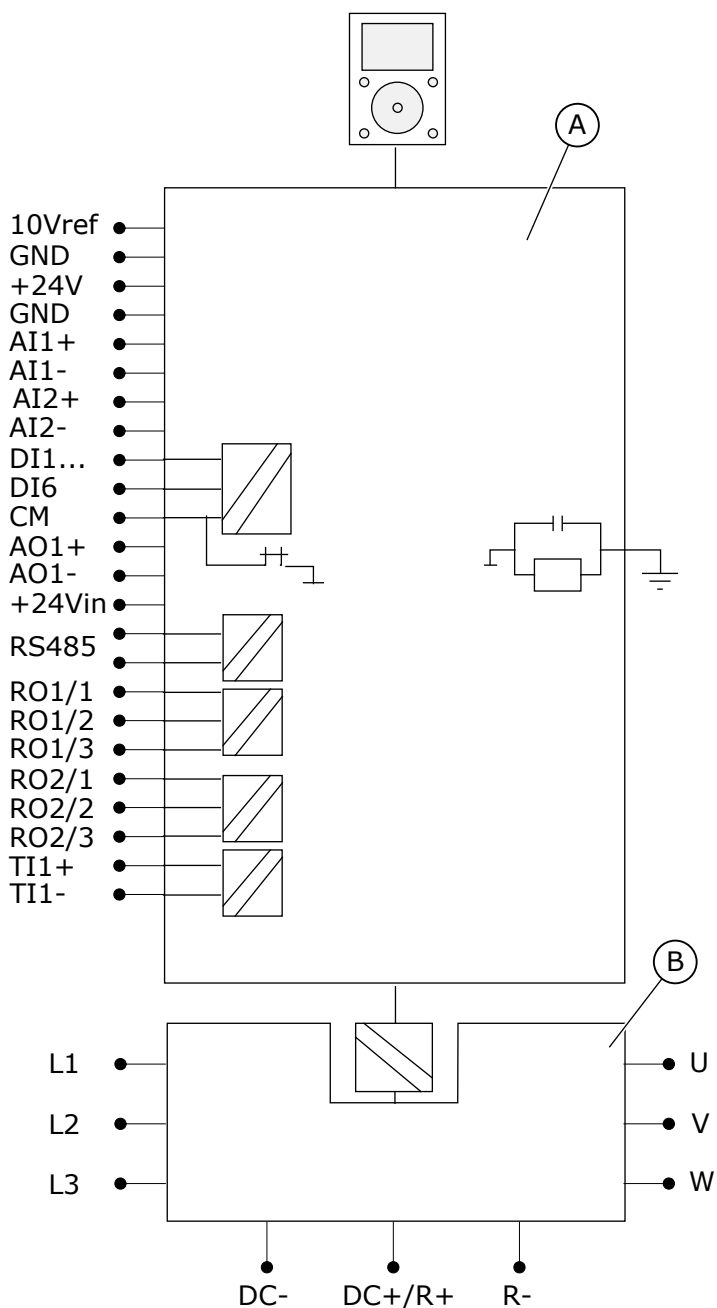 A
10Vref
GND
+24V
GND
AI1+
AI1-
AI2+
AI2-
DI1...
DI6
CM
AO1+
AO1-
+24Vin
RS485
RO1/1
RO1/2
RO1/3
RO2/1
RO2/2
RO2/3
TI1+
TI1-
B
L1
U
L2
V
L3
W
DC-
DC+/R+
R-